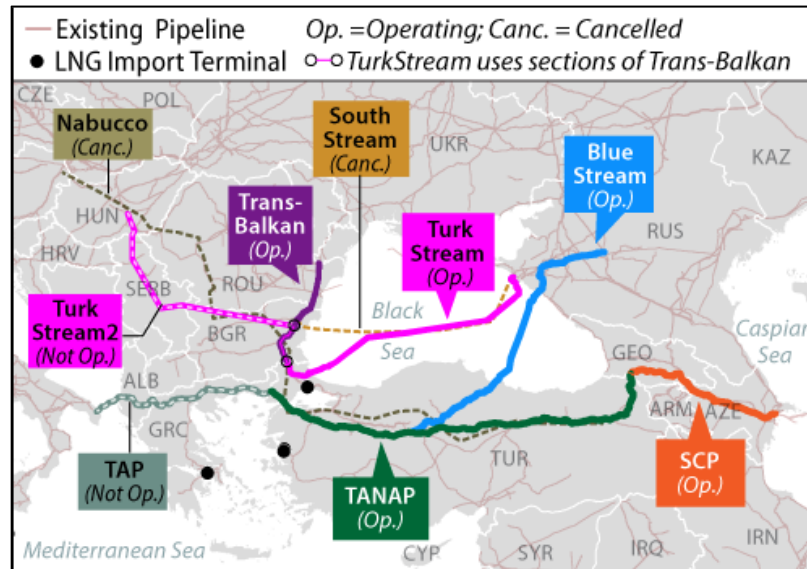 Existing Pipeline
Op. =Operating; Canc. = Cancelled
LNG Import Terminal
TurkStream uses sections of Trans-Balkan
CZE
POL
Nabucco
(Canc.)
South
Stream
(Canc.)
UKR
Blue
Stream
(Op.)
KAZ
Trans-
Balkan
(Op.)
HUN
Turk
Stream
(Op.)
RUS
HRV
ROU
SERB
Turk
Stream2
(Not Op.)
BGR
Black
Sea
Caspian
Sea
GEO
ALB
ARM
AZE
GRC
TAP
(Not Op.)
TUR
TANAP
(Op.)
SCP
(Op.)
Mediterranean Sea
CYP
SYR
IRQ
IRN